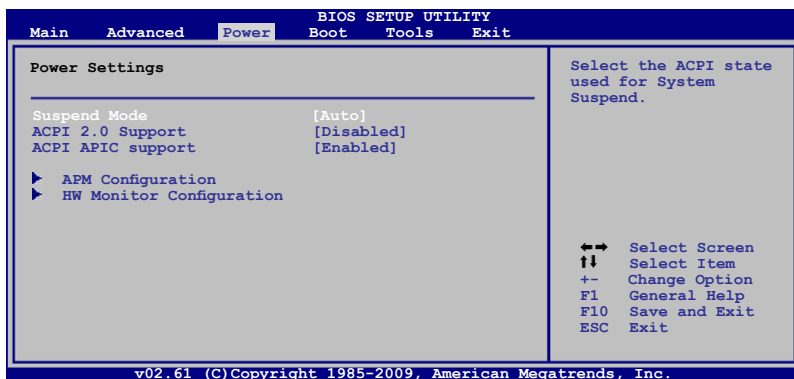 BIOS SETUP UTILITY
Main Advanced Power Boot Tools Exit
Power Settings
Suspend Mode [Auto]
ACPI 2.0 Support [Disabled]
ACPI APIC support [Enabled]
APM Configuration
HW Monitor Configuration
Select the ACPI state
used for System
Suspend.
←→ Select Screen
↑↓ Select Item
+- Change Option
F1 General Help
F10 Save and Exit
ESC Exit
v02.61 (C)Copyright 1985-2009, American Megatrends, Inc.